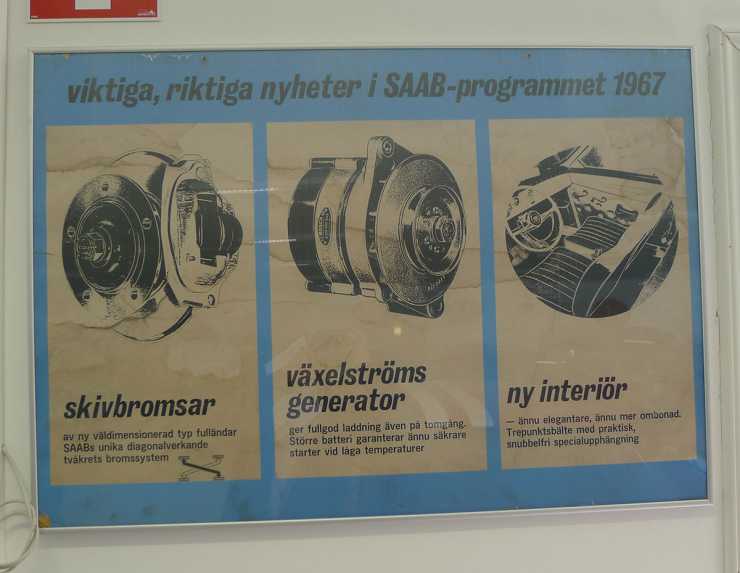 viktiga, riktiga nyheter i SAAB-programmet 1967
skivbromsar
av ny väldimensionerad typ fulländar
SAABs unika diagonalverkande
tvåkrets bromssystem
växelströms
generator
ger fullgod laddning även på tomgång.
Större batteri garanterar ännu säkrare
starter vid låga temperaturer
ny interiör
— ännu elegantare, ännu mer ombonad.
Trepunktsbälte med praktisk,
snubbelfri specialupphängning